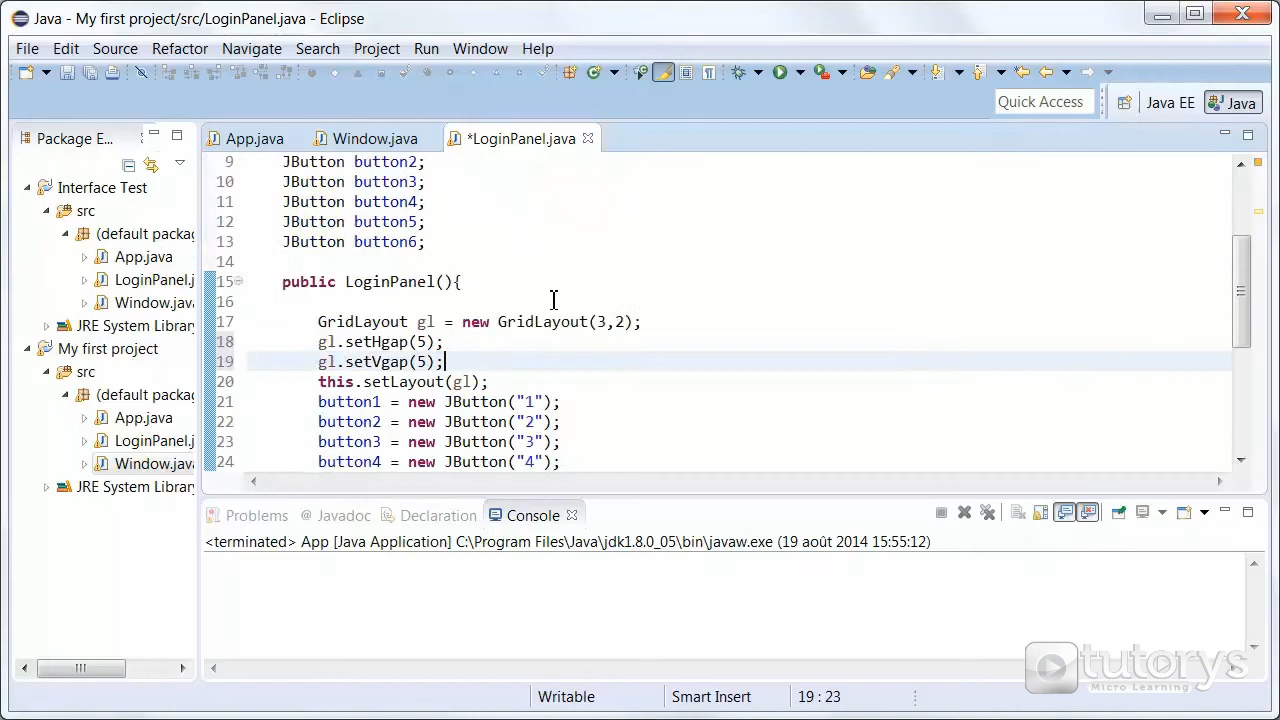 Java - My first project/src/LoginPanel.java - Eclipse
File Edit Source Refactor Navigate Search Project Run Window Help
Quick Access Java EE Java
Package E... App.java Window.java *LoginPanel.java
Interface Test
src
(default packag
App.java
LoginPanel.j
Window.java
JRE System Library
My first project
src
(default packag
App.java
LoginPanel.j
Window.java
JRE System Library
9 JButton button2;
10 JButton button3;
11 JButton button4;
12 JButton button5;
13 JButton button6;
14
15 public LoginPanel(){
16
17 GridLayout gl = new GridLayout(3,2);
18 gl.setHgap(5);
19 gl.setVgap(5);
20 this.setLayout(gl);
21 button1 = new JButton("1");
22 button2 = new JButton("2");
23 button3 = new JButton("3");
24 button4 = new JButton("4");
Problems @ Javadoc Declaration Console
<terminated> App [Java Application] C:\Program Files\Java\jdk1.8.0_05\bin\javaw.exe (19 août 2014 15:55:12)
Writable Smart Insert 19 : 23
tutorys
Micro Learning